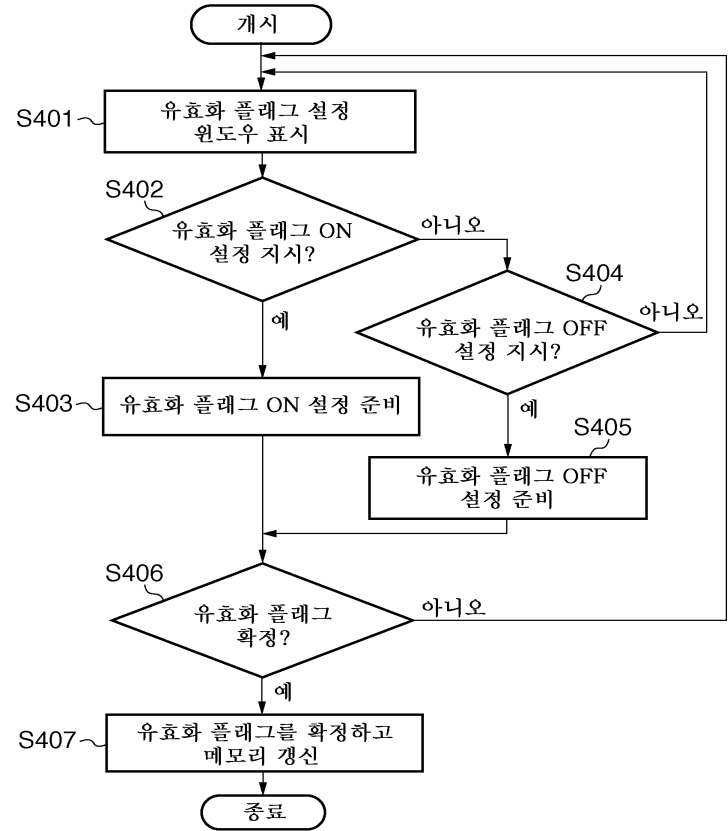 개시
S401
유효화 플래그 설정
윈도우 표시
S402
유효화 플래그 ON
설정 지시?
아니오
예
S404
유효화 플래그 OFF
설정 지시?
아니오
예
S403
유효화 플래그 ON 설정 준비
S405
유효화 플래그 OFF
설정 준비
S406
유효화 플래그
확정?
아니오
예
S407
유효화 플래그를 확정하고
메모리 갱신
종료